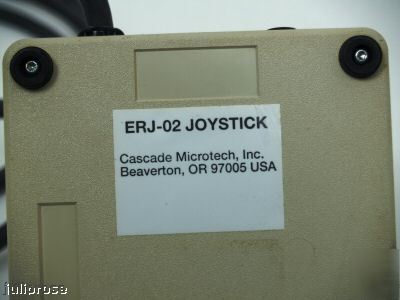 ERJ-02 JOYSTICK
Cascade Microtech, Inc.
Beaverton, OR 97005 USA
juliprose